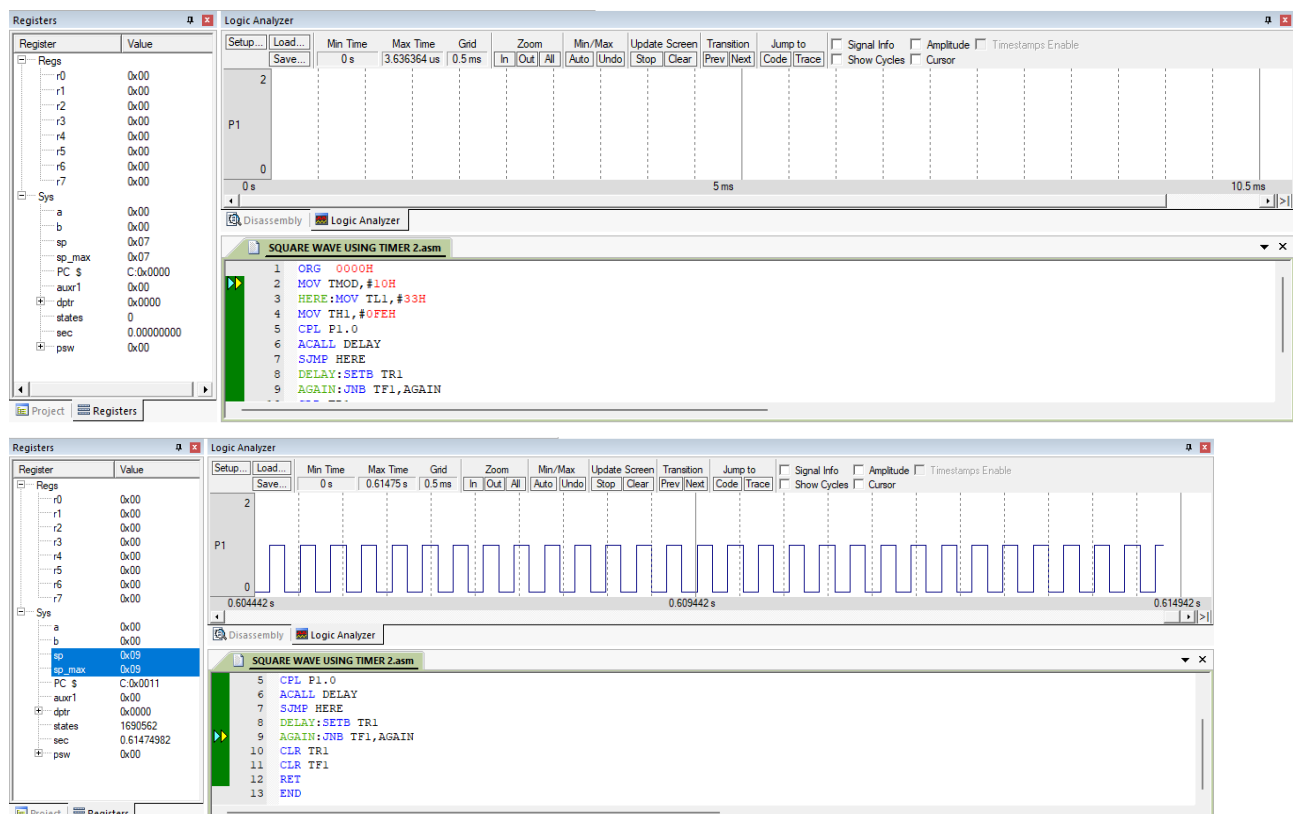 Registers
Register Value
Regs
r0 0x00
r1 0x00
r2 0x00
r3 0x00
r4 0x00
r5 0x00
r6 0x00
r7 0x00
Sys
a 0x00
b 0x00
sp 0x07
sp_max 0x07
PC $ C:0x0000
auxr1 0x00
dptr 0x0000
states 0
sec 0.00000000
psw 0x00
Project Registers
Logic Analyzer
Setup... Load... Min Time Max Time Grid Zoom Min/Max Update Screen Transition Jump to Signal Info Amplitude Timestamps Enable
Save... 0 s 3.636364 us 0.5 ms In Out All Auto Undo Stop Clear Prev Next Code Trace Show Cycles Cursor
2
P1
0
0 s 5 ms 10.5 ms
Disassembly Logic Analyzer
SQUARE WAVE USING TIMER 2.asm
1 ORG 0000H
2 MOV TMOD,#10H
3 HERE:MOV TL1,#33H
4 MOV TH1,#0FEH
5 CPL P1.0
6 ACALL DELAY
7 SJMP HERE
8 DELAY:SETB TR1
9 AGAIN:JNB TF1,AGAIN
Registers
Register Value
Regs
r0 0x00
r1 0x00
r2 0x00
r3 0x00
r4 0x00
r5 0x00
r6 0x00
r7 0x00
Sys
a 0x00
b 0x00
sp 0x09
sp_max 0x09
PC $ C:0x0011
auxr1 0x00
dptr 0x0000
states 1690562
sec 0.61474982
psw 0x00
Project Registers
Logic Analyzer
Setup... Load... Min Time Max Time Grid Zoom Min/Max Update Screen Transition Jump to Signal Info Amplitude Timestamps Enable
Save... 0 s 0.61475 s 0.5 ms In Out All Auto Undo Stop Clear Prev Next Code Trace Show Cycles Cursor
2
P1
0
0.604442 s 0.609442 s 0.614942 s
Disassembly Logic Analyzer
SQUARE WAVE USING TIMER 2.asm
5 CPL P1.0
6 ACALL DELAY
7 SJMP HERE
8 DELAY:SETB TR1
9 AGAIN:JNB TF1,AGAIN
10 CLR TR1
11 CLR TF1
12 RET
13 END